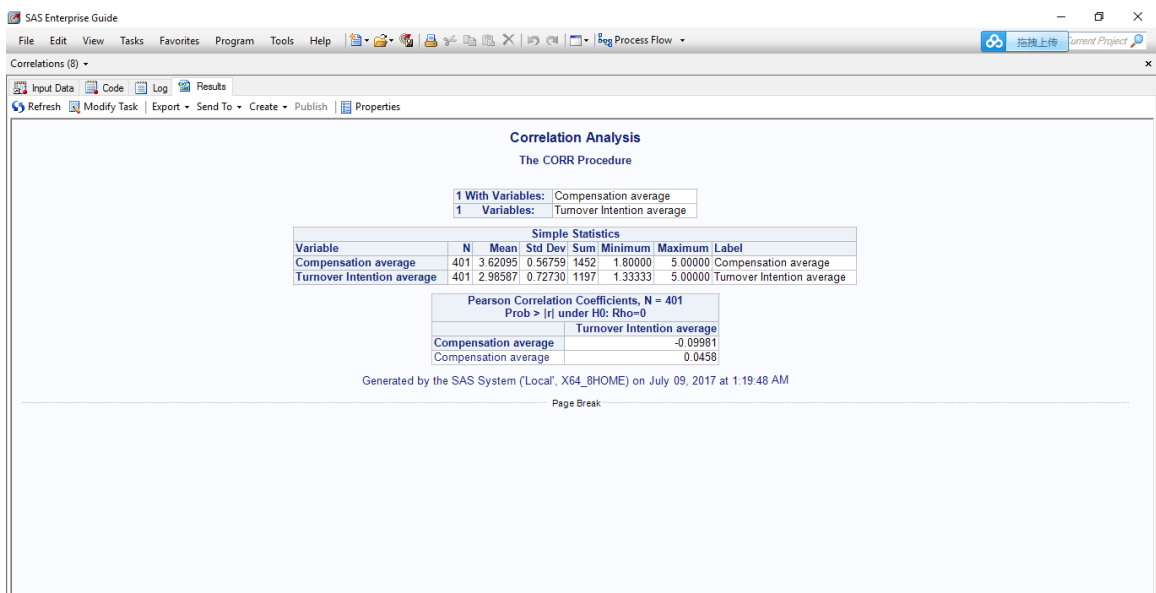 SAS Enterprise Guide
File Edit View Tasks Favorites Program Tools Help Process Flow 拖拽上传 Current Project
Correlations (8)
Input Data Code Log Results
Refresh Modify Task Export Send To Create Publish Properties
Correlation Analysis
The CORR Procedure
1 With Variables: Compensation average
1 Variables: Turnover Intention average
Simple Statistics
Variable N Mean Std Dev Sum Minimum Maximum Label
Compensation average 401 3.62095 0.56759 1452 1.80000 5.00000 Compensation average
Turnover Intention average 401 2.98587 0.72730 1197 1.33333 5.00000 Turnover Intention average
Pearson Correlation Coefficients, N = 401
Prob > |r| under H0: Rho=0
Turnover Intention average
Compensation average -0.09981
Compensation average 0.0458
Generated by the SAS System ('Local', X64_8HOME) on July 09, 2017 at 1:19:48 AM
Page Break